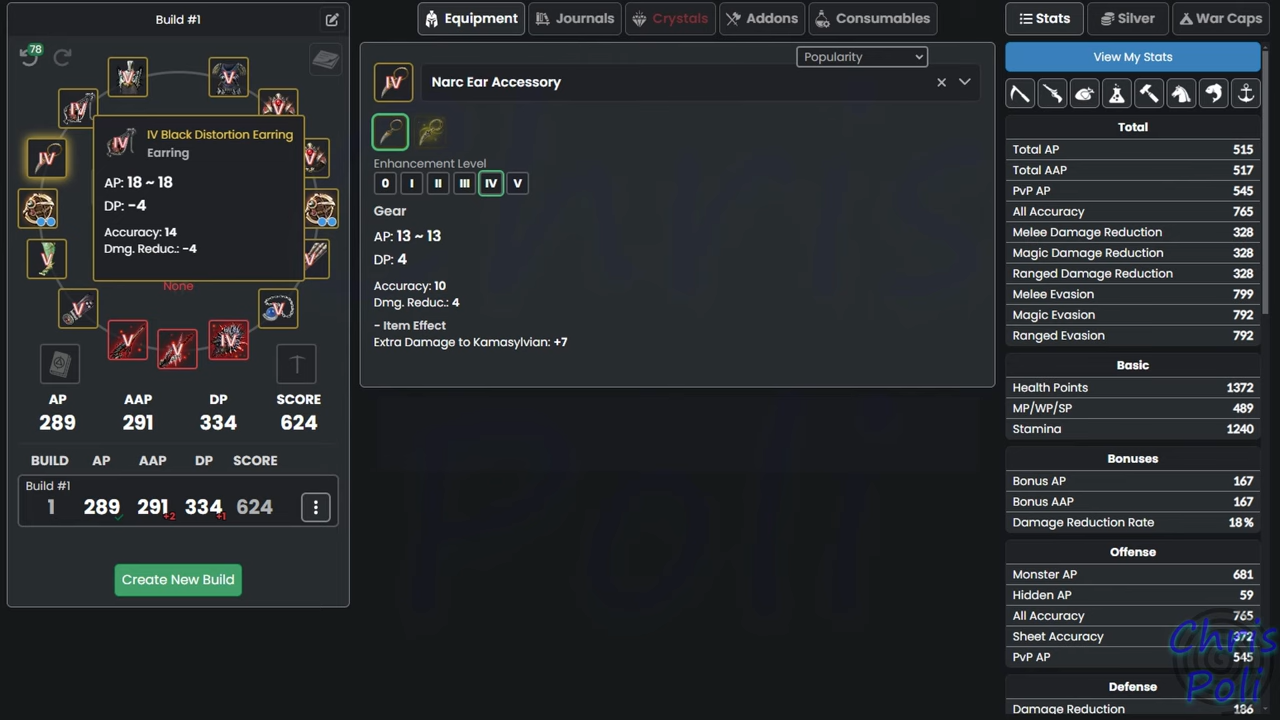 Build #1
78
IV
V
V
IV
V
IV
V
V
V
V
V
V
IV
IV Black Distortion Earring
Earring
AP: 18 ~ 18
DP: -4
Accuracy: 14
Dmg. Reduc.: -4
None
AP
AAP
DP
SCORE
289
291
334
624
BUILD
AP
AAP
DP
SCORE
Build #1
1
289
291
+2
334
+1
624
Create New Build
Equipment
Journals
Crystals
Addons
Consumables
Popularity
IV
Narc Ear Accessory
Enhancement Level
0
I
II
III
IV
V
Gear
AP: 13 ~ 13
DP: 4
Accuracy: 10
Dmg. Reduc.: 4
- Item Effect
Extra Damage to Kamasylvian: +7
Poli
Stats
Silver
War Caps
View My Stats
Total
Total AP 515
Total AAP 517
PvP AP 545
All Accuracy 765
Melee Damage Reduction 328
Magic Damage Reduction 328
Ranged Damage Reduction 328
Melee Evasion 799
Magic Evasion 792
Ranged Evasion 792
Basic
Health Points 1372
MP/WP/SP 489
Stamina 1240
Bonuses
Bonus AP 167
Bonus AAP 167
Damage Reduction Rate 18%
Offense
Monster AP 681
Hidden AP 59
All Accuracy 765
Sheet Accuracy 372
PvP AP 545
Defense
Damage Reduction 186
Chris
Poli